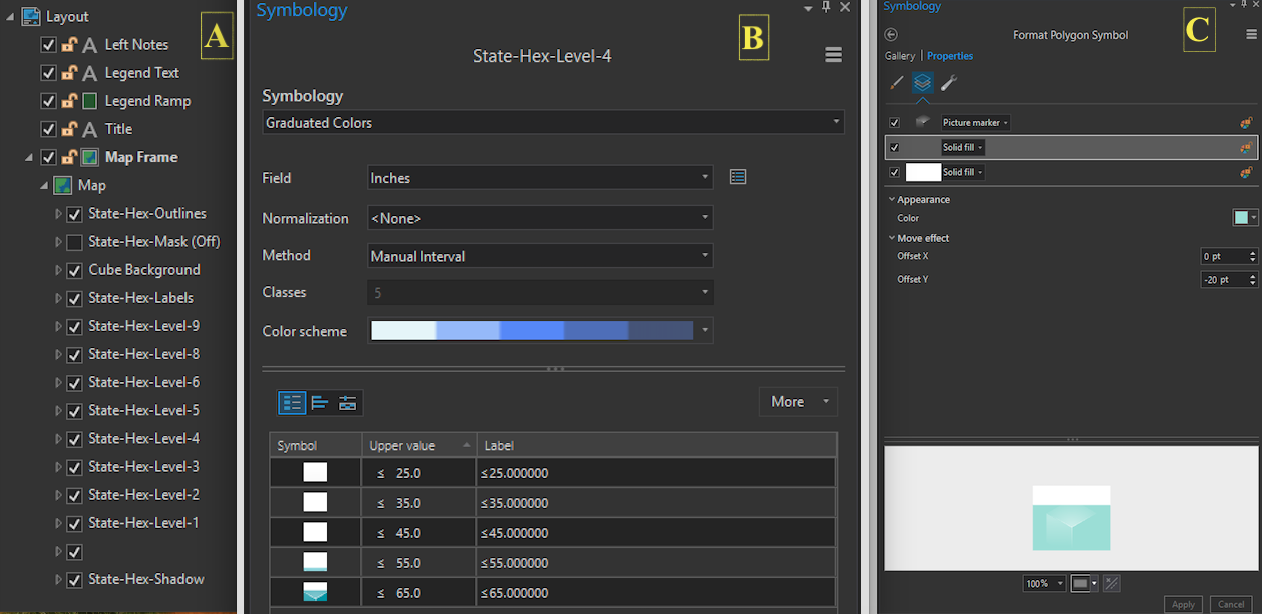 Layout
A
Left Notes
Legend Text
Legend Ramp
Title
Map Frame
Map
State-Hex-Outlines
State-Hex-Mask (Off)
Cube Background
State-Hex-Labels
State-Hex-Level-9
State-Hex-Level-8
State-Hex-Level-6
State-Hex-Level-5
State-Hex-Level-4
State-Hex-Level-3
State-Hex-Level-2
State-Hex-Level-1
State-Hex-Shadow
Symbology
B
State-Hex-Level-4
Symbology
Graduated Colors
Field Inches
Normalization <None>
Method Manual Interval
Classes 5
Color scheme
More
Symbol Upper value Label
≤ 25.0 ≤25.000000
≤ 35.0 ≤35.000000
≤ 45.0 ≤45.000000
≤ 55.0 ≤55.000000
≤ 65.0 ≤65.000000
Symbology
C
Format Polygon Symbol
Gallery | Properties
Picture marker
Solid fill
Solid fill
Appearance
Color
Move effect
Offset X 0 pt
Offset Y -20 pt
100%
Apply Cancel